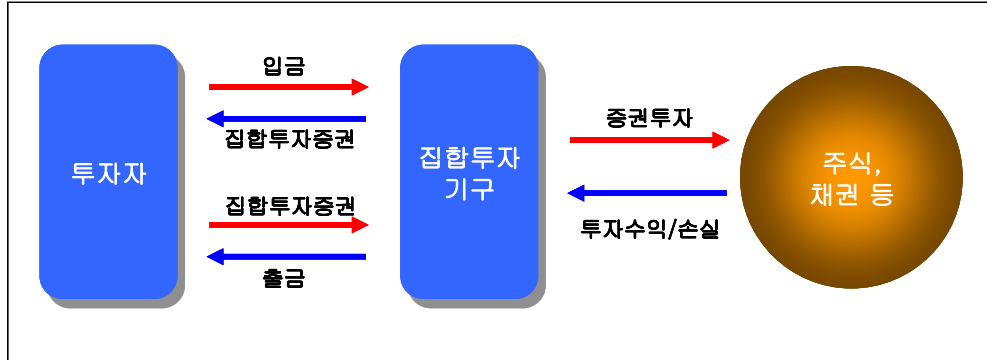 입금
집합투자증권
투자자
집합투자증권
출금
집합투자
기구
증권투자
투자수익/손실
주식,
채권 등